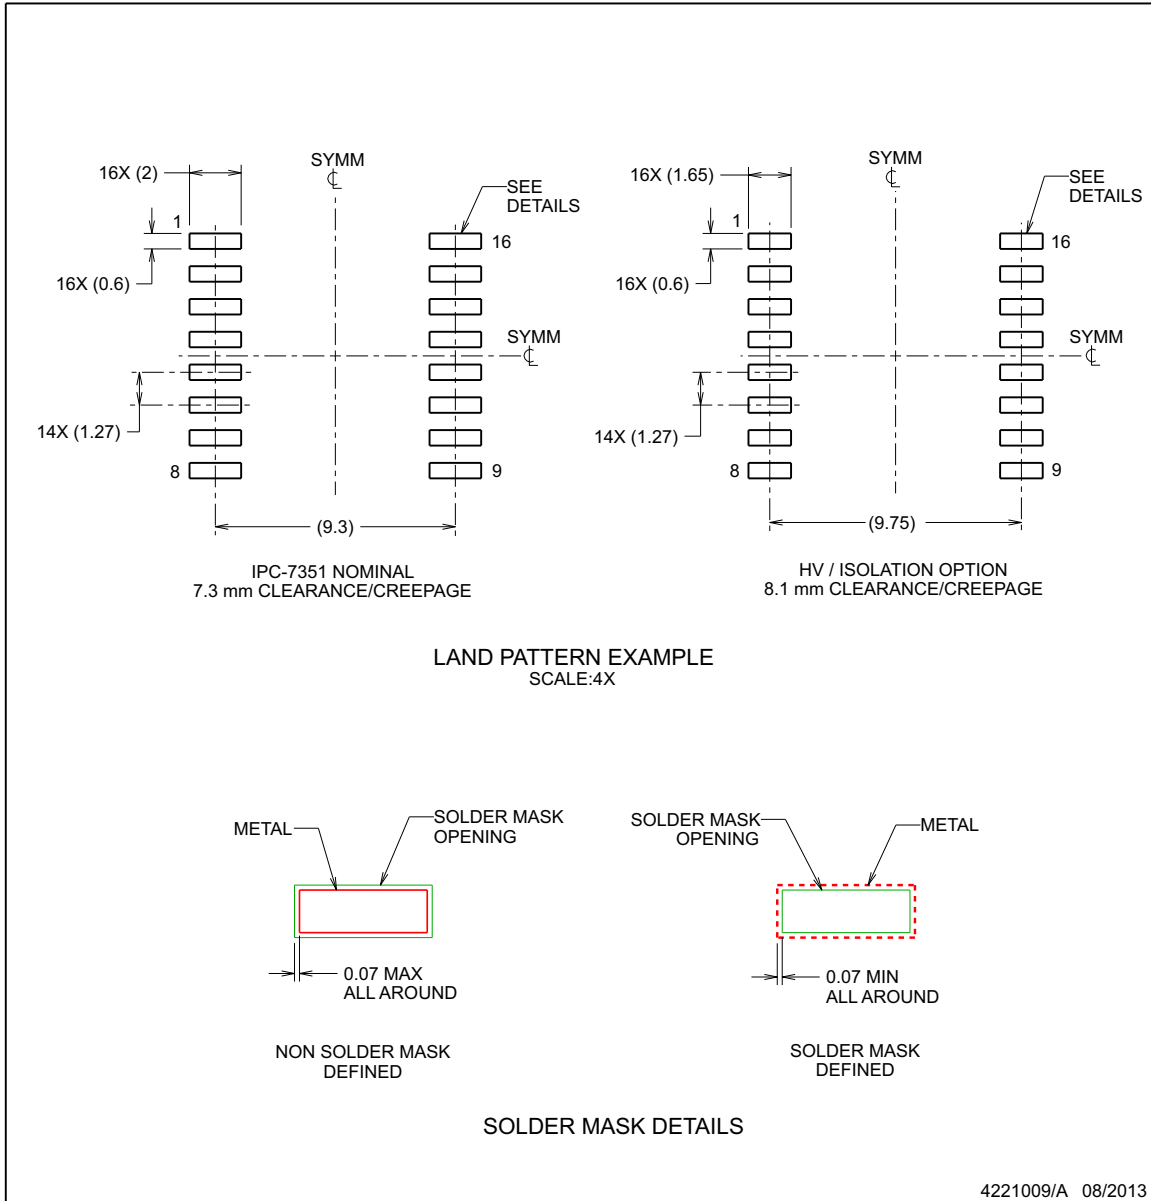 SYMM
℄
16X (2)
SEE
DETAILS
1
16
16X (0.6)
SYMM
℄
14X (1.27)
8
9
(9.3)
IPC-7351 NOMINAL
7.3 mm CLEARANCE/CREEPAGE
SYMM
℄
16X (1.65)
SEE
DETAILS
1
16
16X (0.6)
SYMM
℄
14X (1.27)
8
9
(9.75)
HV / ISOLATION OPTION
8.1 mm CLEARANCE/CREEPAGE
LAND PATTERN EXAMPLE
SCALE:4X
METAL
SOLDER MASK
OPENING
0.07 MAX
ALL AROUND
NON SOLDER MASK
DEFINED
SOLDER MASK
OPENING
METAL
0.07 MIN
ALL AROUND
SOLDER MASK
DEFINED
SOLDER MASK DETAILS
4221009/A 08/2013